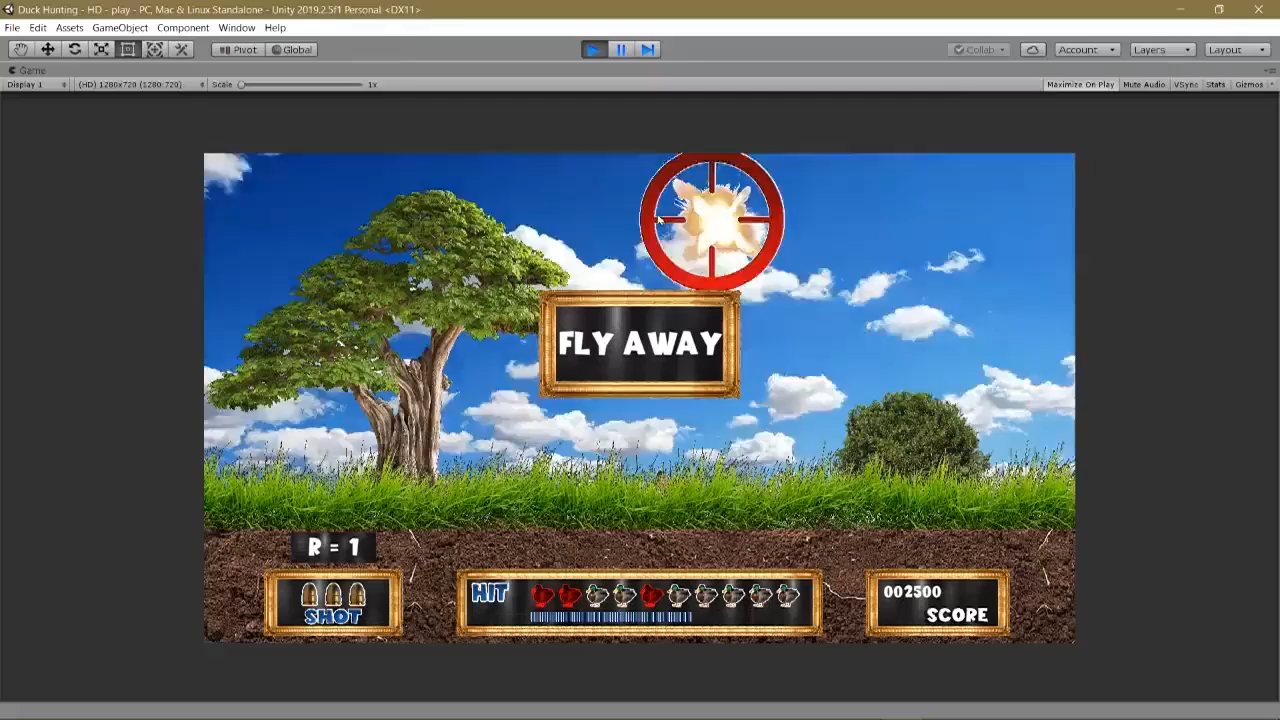 Duck Hunting - HD - play - PC, Mac & Linux Standalone - Unity 2019.2.5f1 Personal <DX11>
File Edit Assets GameObject Component Window Help
Pivot Global Collab Account Layers Layout
Game
Display 1 (HD) 1280x720 (1280:720) Scale 1x Maximize On Play Mute Audio VSync Stats Gizmos
FLY AWAY
R = 1
SHOT
HIT
002500
SCORE